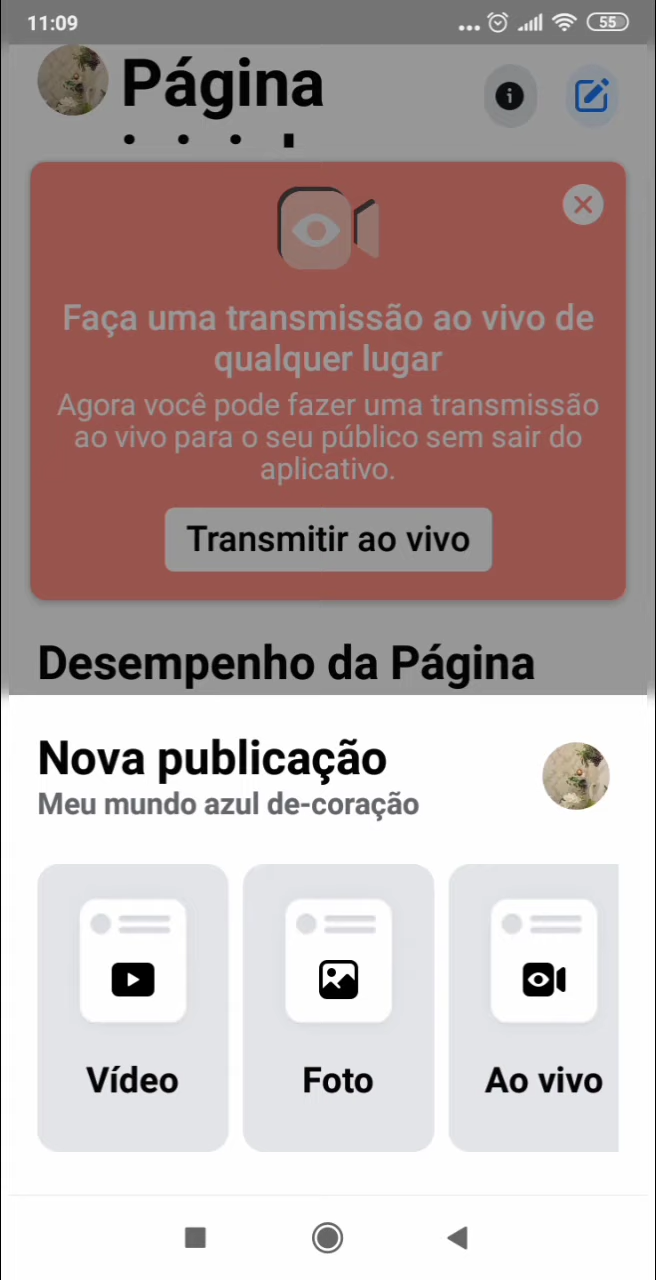 11:09
55
Página
Faça uma transmissão ao vivo de
qualquer lugar
Agora você pode fazer uma transmissão
ao vivo para o seu público sem sair do
aplicativo.
Transmitir ao vivo
Desempenho da Página
Nova publicação
Meu mundo azul de-coração
Vídeo
Foto
Ao vivo